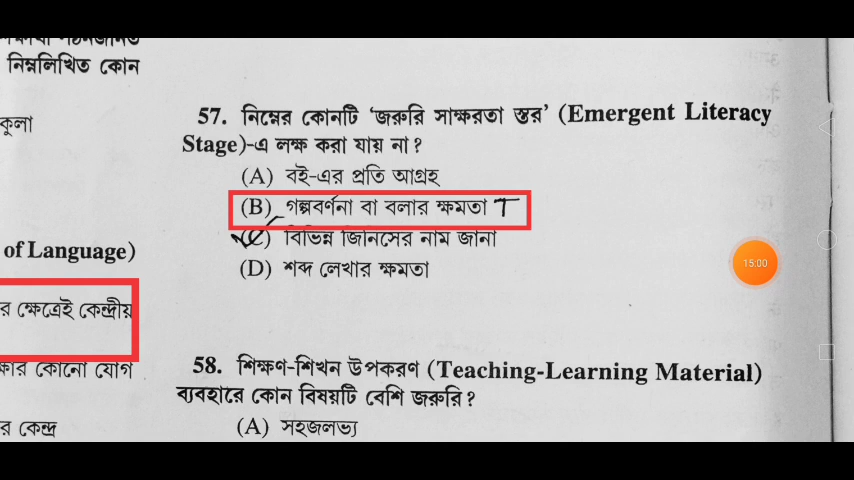 নিম্নলিখিত কোন
কুলা
of Language)
র ক্ষেত্রেই কেন্দ্রীয়
কার কোনো যোগ
র কেন্দ্র
57. নিম্নের কোনটি ‘জরুরি সাক্ষরতা স্তর’ (Emergent Literacy
Stage)-এ লক্ষ করা যায় না?
(A) বই-এর প্রতি আগ্রহ
(B) গল্পবর্ণনা বা বলার ক্ষমতা T
(C) বিভিন্ন জিনিসের নাম জানা
(D) শব্দ লেখার ক্ষমতা
15:00
58. শিক্ষণ-শিখন উপকরণ (Teaching-Learning Material)
ব্যবহারে কোন বিষয়টি বেশি জরুরি?
(A) সহজলভ্য